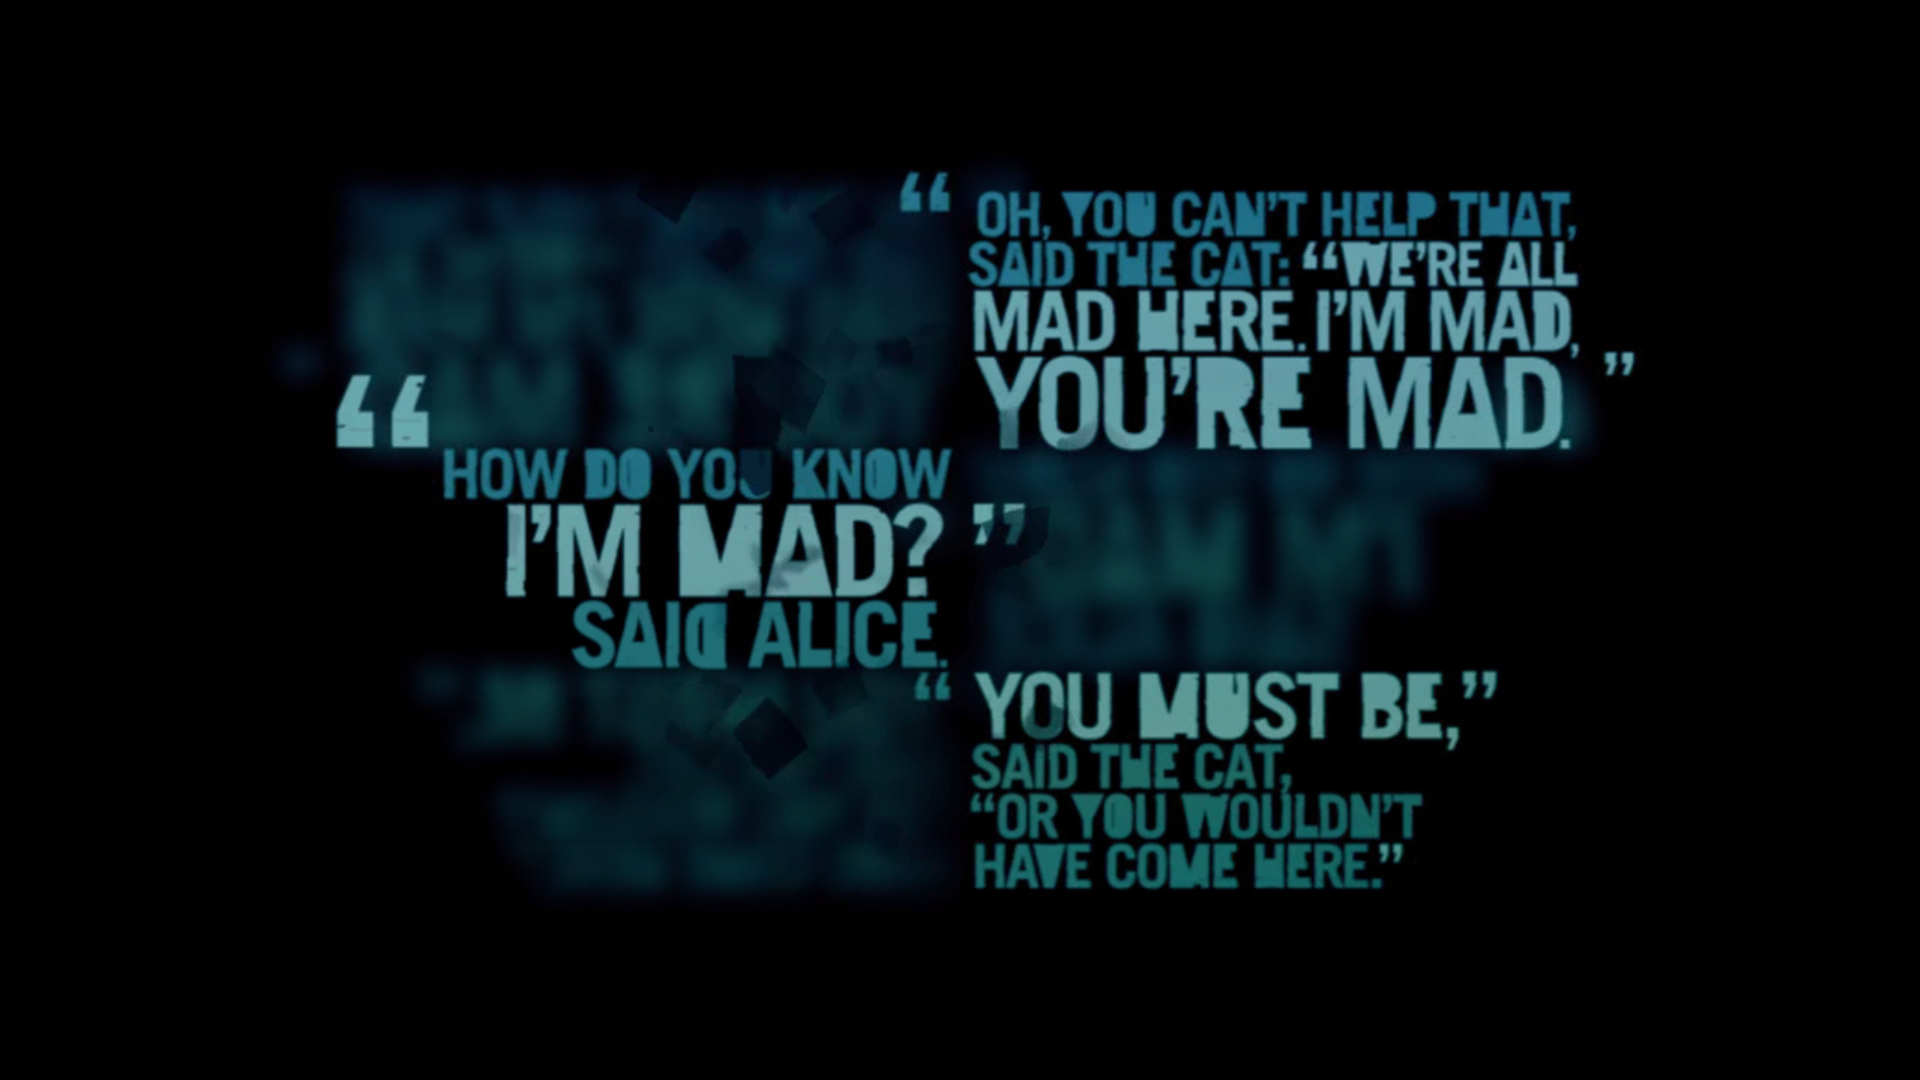 “ OH, YOU CAN’T HELP THAT,
SAID THE CAT: “WE’RE ALL
MAD HERE. I’M MAD,
YOU’RE MAD. ”
“ HOW DO YOU KNOW
I’M MAD? ”
SAID ALICE.
“ YOU MUST BE,”
SAID THE CAT,
“OR YOU WOULDN’T
HAVE COME HERE.”